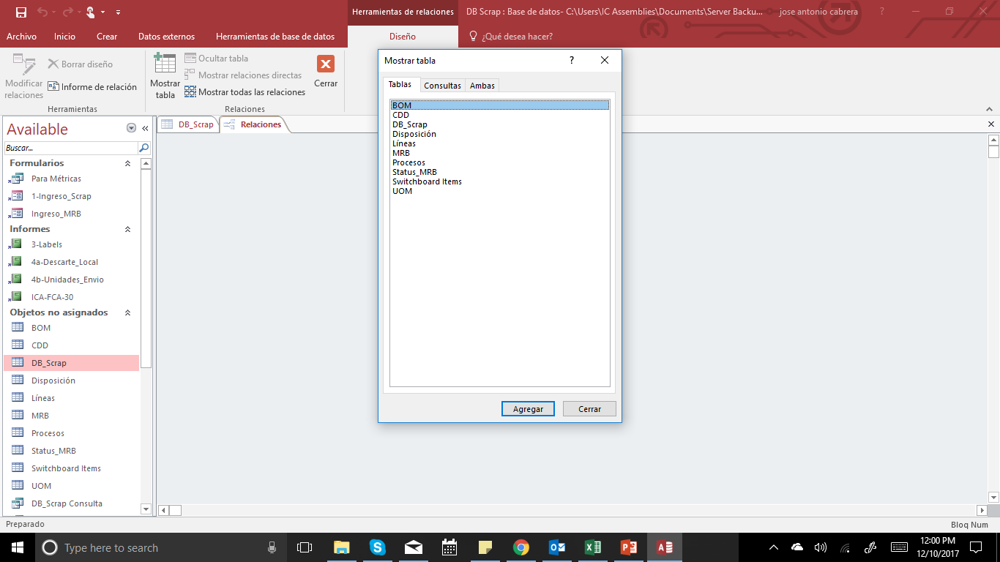 Herramientas de relaciones
DB Scrap : Base de datos- C:\Users\IC Assemblies\Documents\Server Backu...
jose antonio cabrera
?
Archivo
Inicio
Crear
Datos externos
Herramientas de base de datos
Diseño
¿Qué desea hacer?
Modificar relaciones
Borrar diseño
Informe de relación
Herramientas
Mostrar tabla
Ocultar tabla
Mostrar relaciones directas
Mostrar todas las relaciones
Relaciones
Cerrar
Mostrar tabla
?
Tablas
Consultas
Ambas
BOM
CDD
DB_Scrap
Disposición
Líneas
MRB
Procesos
Status_MRB
Switchboard Items
UOM
Agregar
Cerrar
DB_Scrap
Relaciones
Available
Buscar...
Formularios
Para Métricas
1-Ingreso_Scrap
Ingreso_MRB
Informes
3-Labels
4a-Descarte_Local
4b-Unidades_Envio
ICA-FCA-30
Objetos no asignados
BOM
CDD
DB_Scrap
Disposición
Líneas
MRB
Procesos
Status_MRB
Switchboard Items
UOM
DB_Scrap Consulta
Preparado
Bloq Num
Type here to search
12:00 PM
12/10/2017